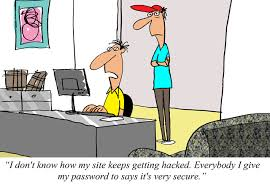 "I don't know how my site keeps getting hacked. Everybody I give
my password to says it's very secure."